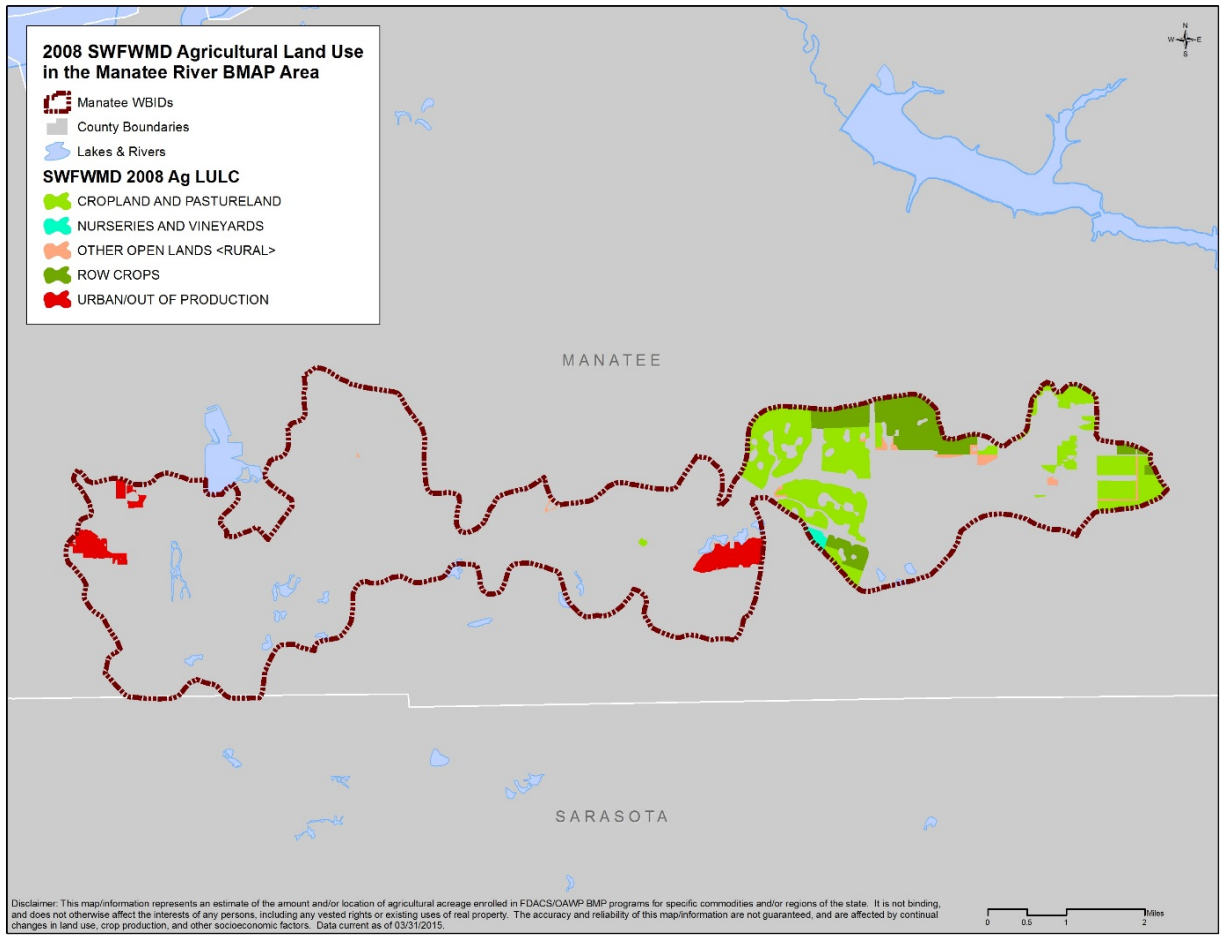 2008 SWFWMD Agricultural Land Use
in the Manatee River BMAP Area
Manatee WBIDs
County Boundaries
Lakes & Rivers
SWFWMD 2008 Ag LULC
CROPLAND AND PASTURELAND
NURSERIES AND VINEYARDS
OTHER OPEN LANDS <RURAL>
ROW CROPS
URBAN/OUT OF PRODUCTION
N
W E
S
MANATEE
SARASOTA
Disclaimer: This map/information represents an estimate of the amount and/or location of agricultural acreage enrolled in FDACS/OAWP BMP programs for specific commodities and/or regions of the state. It is not binding,
and does not otherwise affect the interests of any persons, including any vested rights or existing uses of real property. The accuracy and reliability of this map/information are not guaranteed, and are affected by continual
changes in land use, crop production, and other socioeconomic factors. Data current as of 03/31/2015.
Miles
0 0.5 1 2